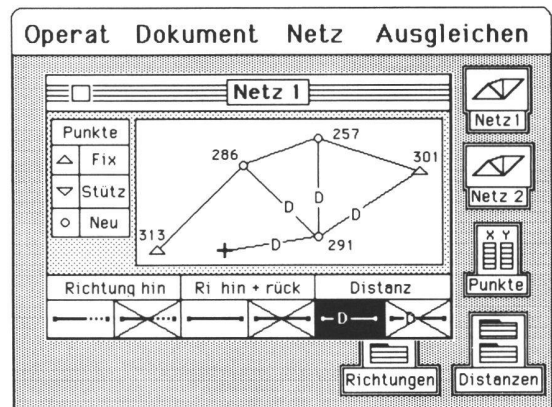 Operat Dokument Netz Ausgleichen
Netz 1
Punkte
Fix
Stütz
Neu
257
286
301
D
D
D
D
313
291
Richtung hin
Ri hin + rück
Distanz
D
D
Netz 1
Netz 2
X Y
Punkte
Richtungen
Distanzen